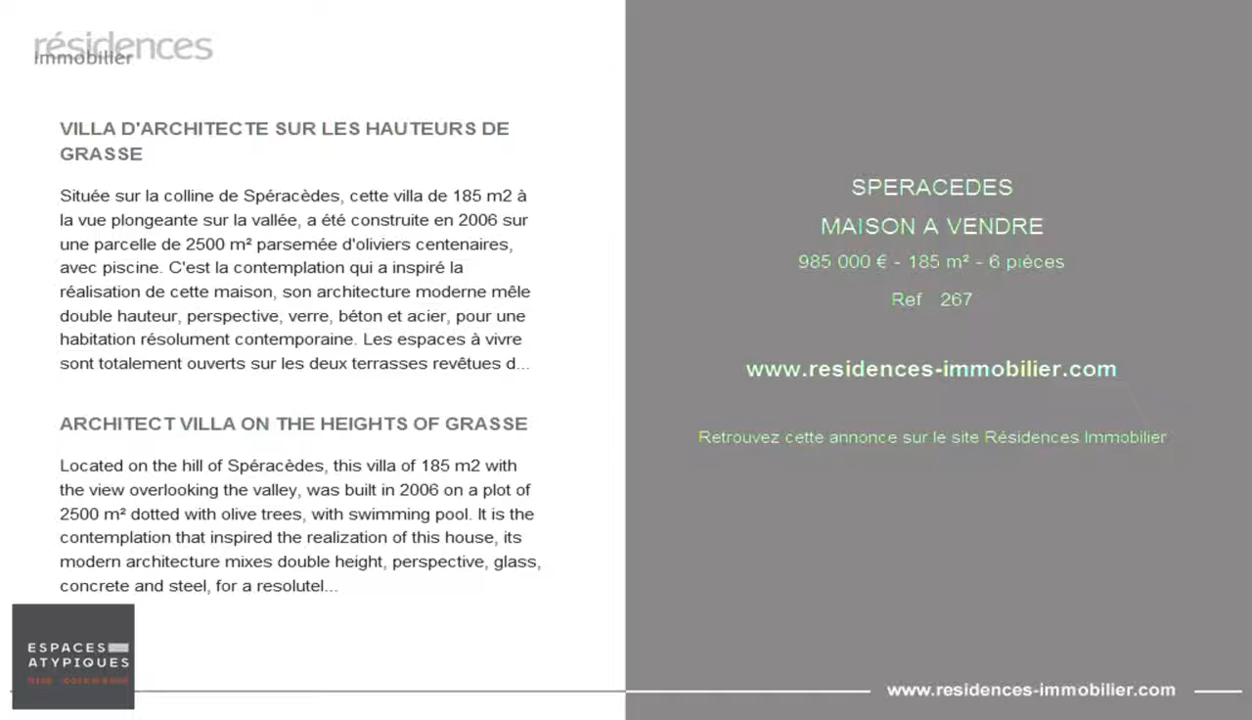 résidences
Immobilier
VILLA D'ARCHITECTE SUR LES HAUTEURS DE
GRASSE
Située sur la colline de Spéracèdes, cette villa de 185 m2 à
la vue plongeante sur la vallée, a été construite en 2006 sur
une parcelle de 2500 m² parsemée d'oliviers centenaires,
avec piscine. C'est la contemplation qui a inspiré la
réalisation de cette maison, son architecture moderne mêle
double hauteur, perspective, verre, béton et acier, pour une
habitation résolument contemporaine. Les espaces à vivre
sont totalement ouverts sur les deux terrasses revêtues d...
ARCHITECT VILLA ON THE HEIGHTS OF GRASSE
Located on the hill of Spéracèdes, this villa of 185 m2 with
the view overlooking the valley, was built in 2006 on a plot of
2500 m² dotted with olive trees, with swimming pool. It is the
contemplation that inspired the realization of this house, its
modern architecture mixes double height, perspective, glass,
concrete and steel, for a resolutel...
ESPACES
ATYPIQUES
SPERACEDES
MAISON A VENDRE
985 000 € - 185 m² - 6 pièces
Ref 267
www.residences-immobilier.com
Retrouvez cette annonce sur le site Résidences Immobilier
www.residences-immobilier.com